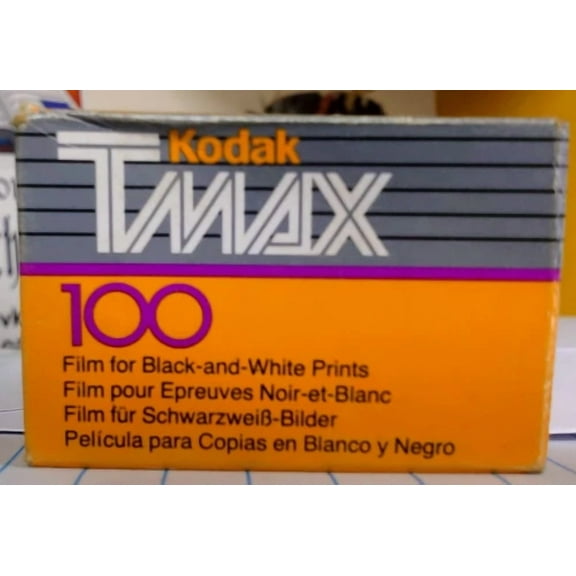 Kodak
TMAX
100
Film for Black-and-White Prints
Film pour Epreuves Noir-et-Blanc
Film für Schwarzweiß-Bilder
Película para Copias en Blanco y Negro